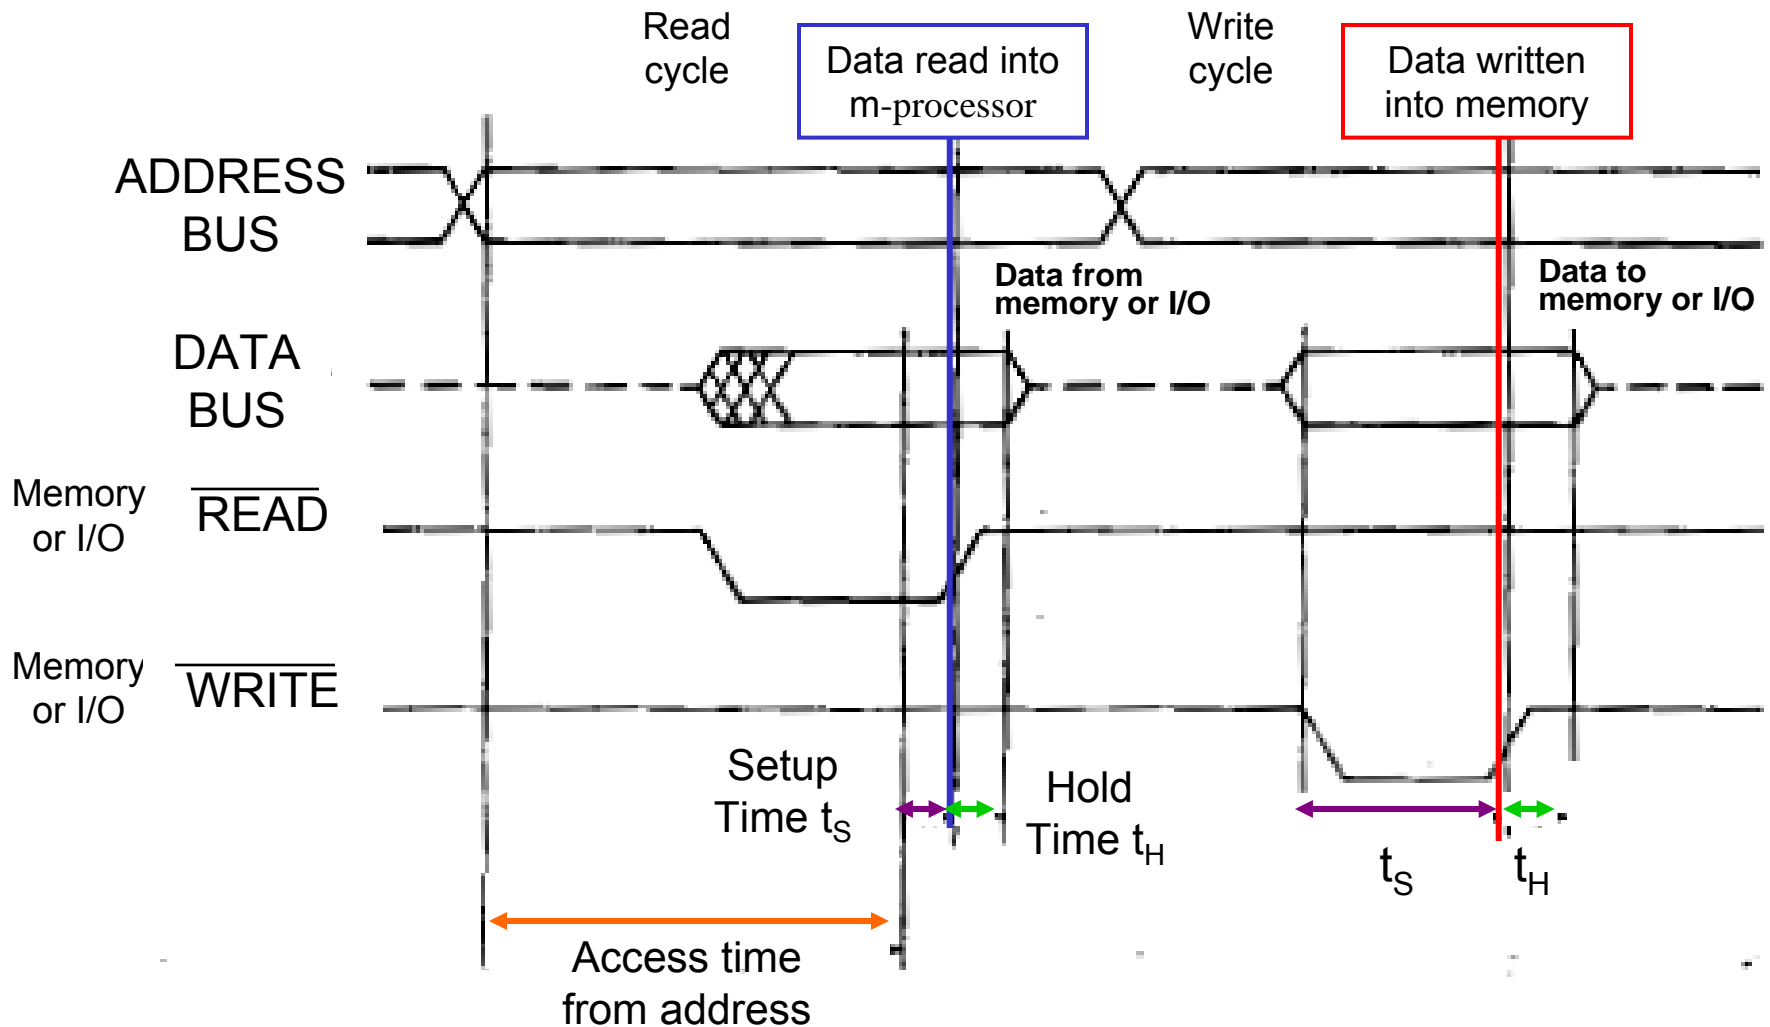 Read
cycle
Data read into
m-processor
Write
cycle
Data written
into memory
ADDRESS
BUS
Data from
memory or I/O
Data to
memory or I/O
DATA
BUS
Memory
or I/O
READ
Memory
or I/O
WRITE
Setup
Time tS
Hold
Time tH
tS
tH
Access time
from address